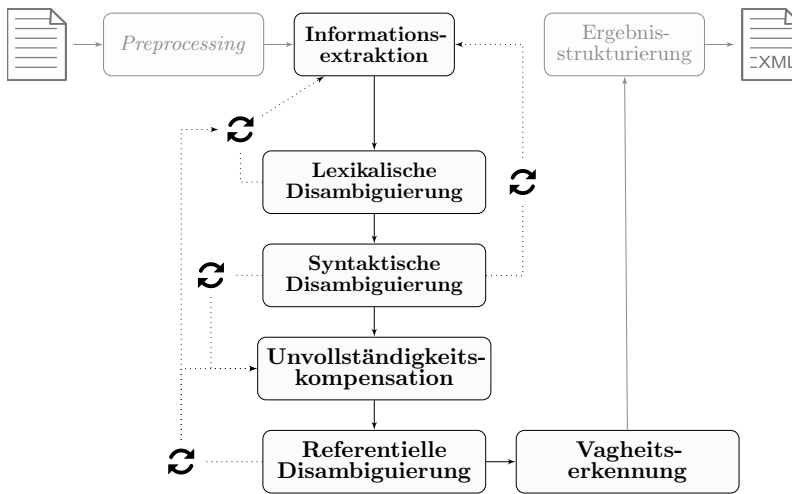 Preprocessing
Informations-
extraktion
Ergebnis-
strukturierung
XML
Lexikalische
Disambiguierung
Syntaktische
Disambiguierung
Unvollständigkeits-
kompensation
Referentielle
Disambiguierung
Vagheits-
erkennung